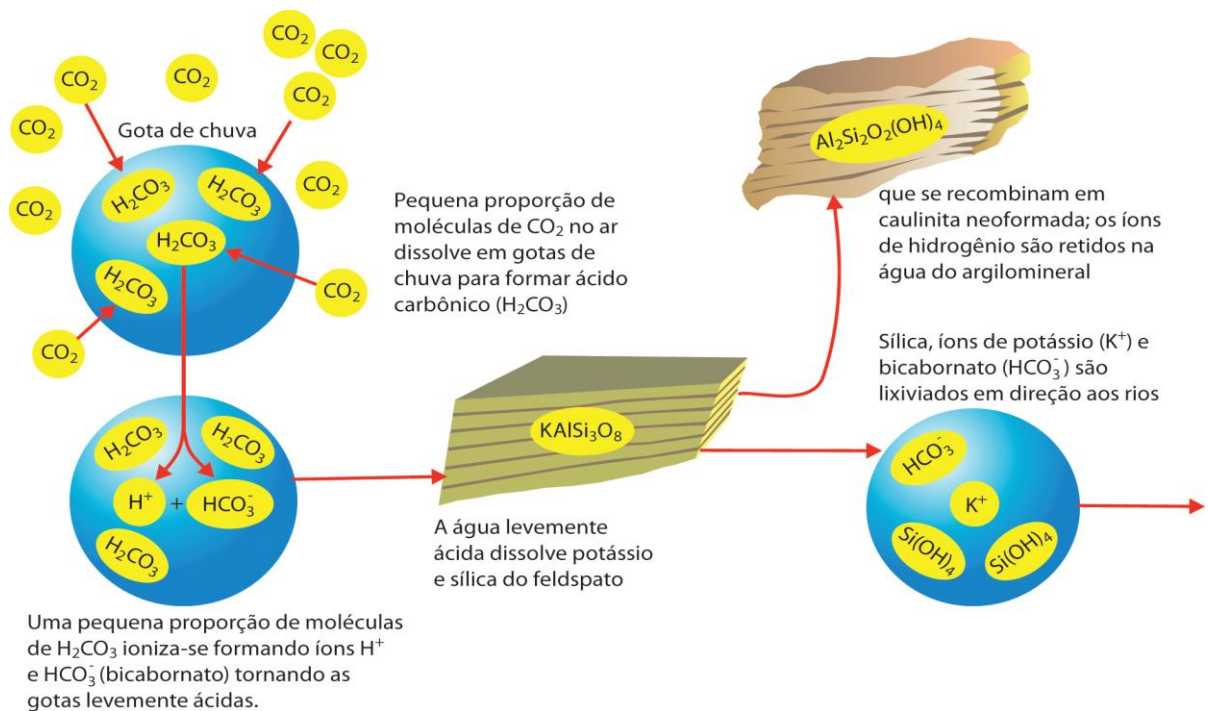 CO₂
CO₂
CO₂
CO₂
CO₂
CO₂
CO₂
CO₂
CO₂
CO₂
CO₂
Gota de chuva
H₂CO₃
H₂CO₃
H₂CO₃
H₂CO₃
Pequena proporção de
moléculas de CO₂ no ar
dissolve em gotas de
chuva para formar ácido
carbônico (H₂CO₃)
H₂CO₃
H₂CO₃
H⁺ + HCO₃⁻
H₂CO₃
Uma pequena proporção de moléculas
de H₂CO₃ ioniza-se formando íons H⁺
e HCO₃⁻ (bicabornato) tornando as
gotas levemente ácidas.
KAlSi₃O₈
A água levemente
ácida dissolve potássio
e sílica do feldspato
Al₂Si₂O₂(OH)₄
que se recombinam em
caulinita neoformada; os íons
de hidrogênio são retidos na
água do argilomineral
Sílica, íons de potássio (K⁺) e
bicabornato (HCO₃⁻) são
lixiviados em direção aos rios
HCO₃⁻
K⁺
Si(OH)₄
Si(OH)₄